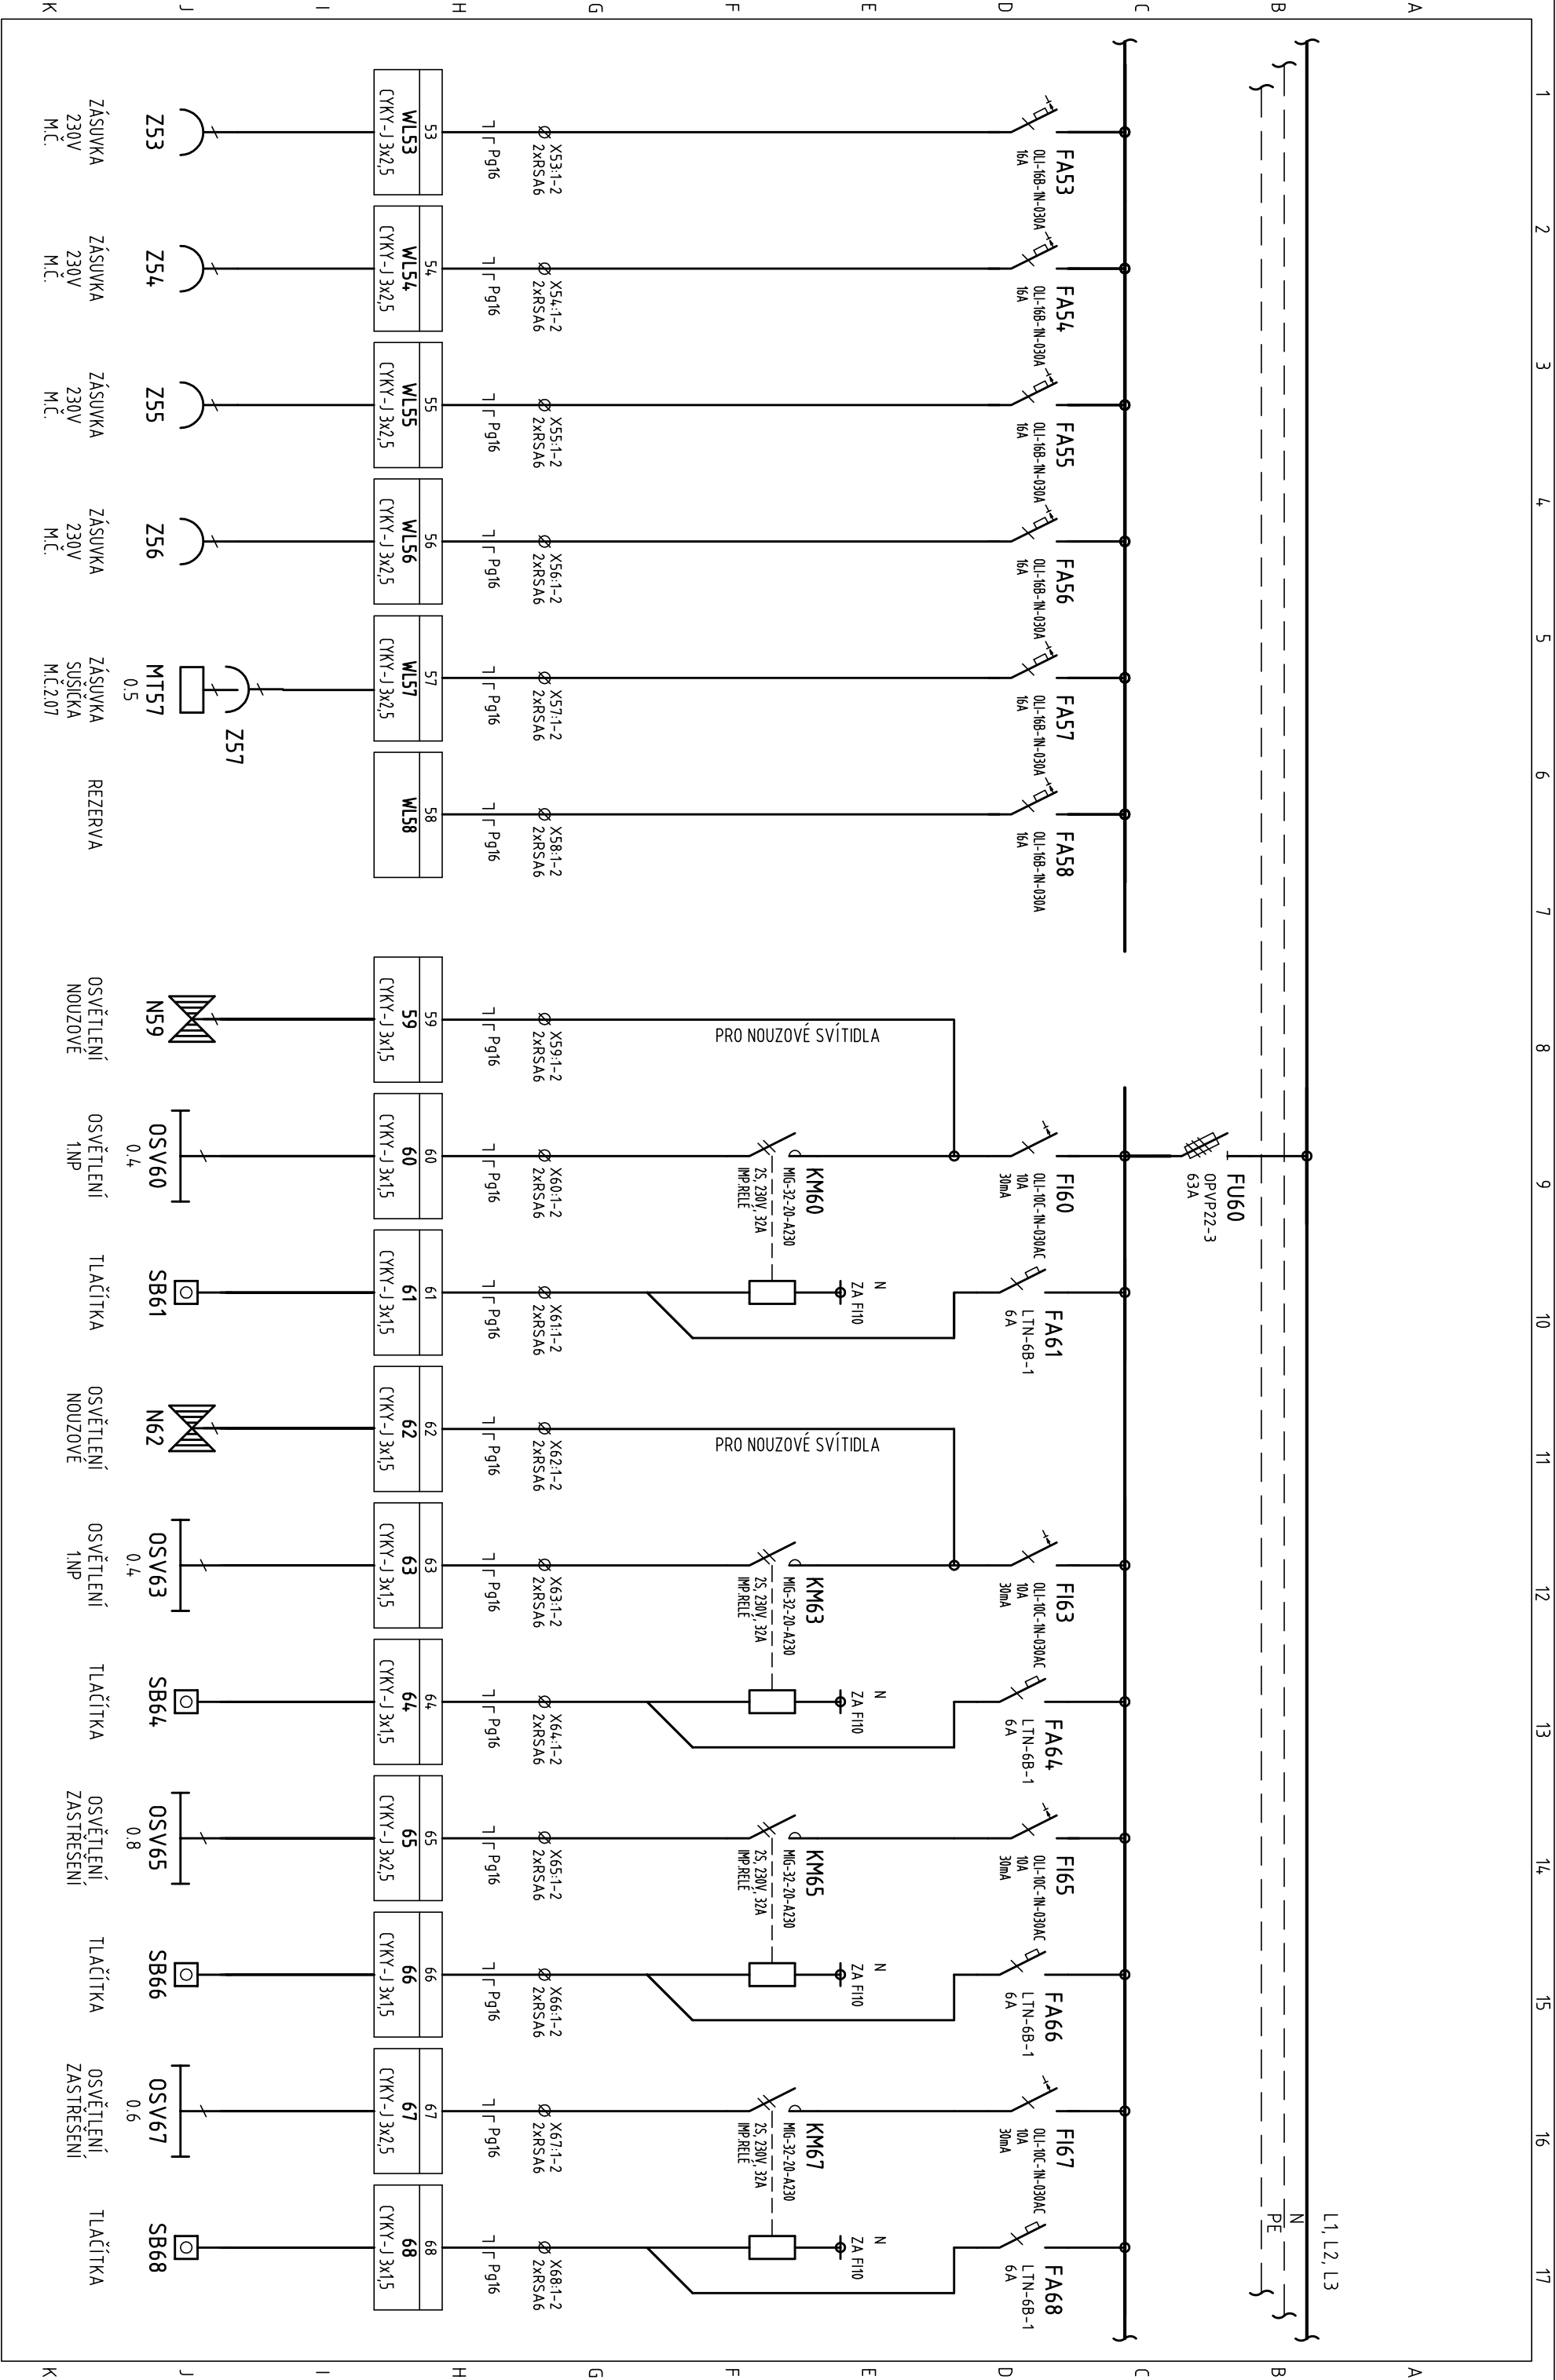 1 2 3 4 5 6 7 8 9 10 11 12 13 14 15 16 17
A
B
C
D
E
F
G
H
I
J
K
A
B
C
D
E
F
G
H
I
J
K
L1, L2, L3
N
PE
FU60
OPVP22-3
63A
FA53
OLI-16B-1N-030A
16A
FA54
OLI-16B-1N-030A
16A
FA55
OLI-16B-1N-030A
16A
FA56
OLI-16B-1N-030A
16A
FA57
OLI-16B-1N-030A
16A
FA58
OLI-16B-1N-030A
16A
FI60
OLI-10C-1N-030AC
10A
30mA
FA61
LTN-6B-1
6A
FI63
OLI-10C-1N-030AC
10A
30mA
FA64
LTN-6B-1
6A
FI65
OLI-10C-1N-030AC
10A
30mA
FA66
LTN-6B-1
6A
FI67
OLI-10C-1N-030AC
10A
30mA
FA68
LTN-6B-1
6A
PRO NOUZOVÉ SVÍTIDLA
KM60
MIG-32-20-A230
2S, 230V, 32A
IMP.RELÉ
N
ZA FI10
PRO NOUZOVÉ SVÍTIDLA
KM63
MIG-32-20-A230
2S, 230V, 32A
IMP.RELÉ
N
ZA FI10
KM65
MIG-32-20-A230
2S, 230V, 32A
IMP.RELÉ
N
ZA FI10
KM67
MIG-32-20-A230
2S, 230V, 32A
IMP.RELÉ
N
ZA FI10
X53:1-2
2xRSA6
Pg16
X54:1-2
2xRSA6
Pg16
X55:1-2
2xRSA6
Pg16
X56:1-2
2xRSA6
Pg16
X57:1-2
2xRSA6
Pg16
X58:1-2
2xRSA6
Pg16
X59:1-2
2xRSA6
Pg16
X60:1-2
2xRSA6
Pg16
X61:1-2
2xRSA6
Pg16
X62:1-2
2xRSA6
Pg16
X63:1-2
2xRSA6
Pg16
X64:1-2
2xRSA6
Pg16
X65:1-2
2xRSA6
Pg16
X66:1-2
2xRSA6
Pg16
X67:1-2
2xRSA6
Pg16
X68:1-2
2xRSA6
Pg16
53
WL53
CYKY-J 3x2,5
54
WL54
CYKY-J 3x2,5
55
WL55
CYKY-J 3x2,5
56
WL56
CYKY-J 3x2,5
57
WL57
CYKY-J 3x2,5
58
WL58
59
59
CYKY-J 3x1,5
60
60
CYKY-J 3x1,5
61
61
CYKY-J 3x1,5
62
62
CYKY-J 3x1,5
63
63
CYKY-J 3x1,5
64
64
CYKY-J 3x1,5
65
65
CYKY-J 3x2,5
66
66
CYKY-J 3x1,5
67
67
CYKY-J 3x2,5
68
68
CYKY-J 3x1,5
Z53
ZÁSUVKA
230V
M.Č.
Z54
ZÁSUVKA
230V
M.Č.
Z55
ZÁSUVKA
230V
M.Č.
Z56
ZÁSUVKA
230V
M.Č.
Z57
MT57
0.5
ZÁSUVKA
SUŠIČKA
M.Č.2.07
REZERVA
N59
OSVĚTLENÍ
NOUZOVÉ
OSV60
0.4
OSVĚTLENÍ
1.NP
SB61
TLAČÍTKA
N62
OSVĚTLENÍ
NOUZOVÉ
OSV63
0.4
OSVĚTLENÍ
1.NP
SB64
TLAČÍTKA
OSV65
0.8
OSVĚTLENÍ
ZASTŘEŠENÍ
SB66
TLAČÍTKA
OSV67
0.6
OSVĚTLENÍ
ZASTŘEŠENÍ
SB68
TLAČÍTKA